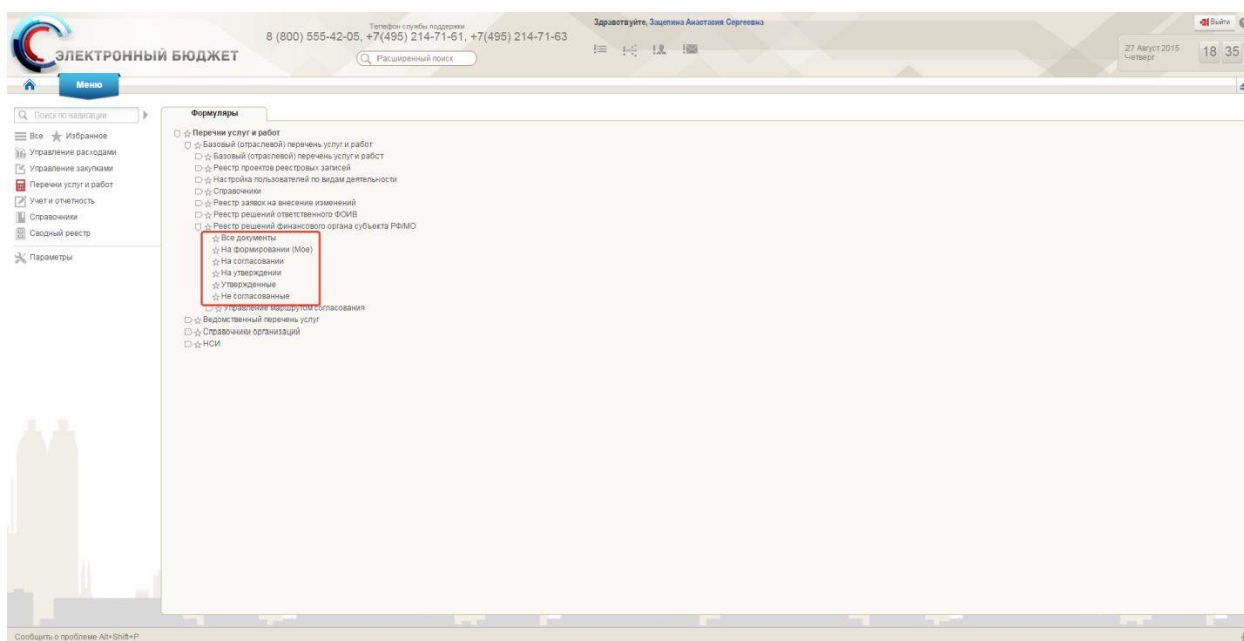 Телефон службы поддержки
8 (800) 555-42-05, +7(495) 214-71-61, +7(495) 214-71-63
Здравствуйте, Зацепина Анастасия Сергеевна
Выйти
ЭЛЕКТРОННЫЙ БЮДЖЕТ
Расширенный поиск
27 Август 2015
Четверг
18 35
Меню
Поиск по навигации
Все Избранное
Управление расходами
Управление закупками
Перечни услуг и работ
Учет и отчетность
Справочники
Сводный реестр
Параметры
Формуляры
Перечни услуг и работ
Базовый (отраслевой) перечень услуг и работ
Базовый (отраслевой) перечень услуг и работ
Реестр проектов реестровых записей
Настройка пользователей по видам деятельности
Справочники
Реестр заявок на внесение изменений
Реестр решений ответственного ФОИВ
Реестр решений финансового органа субъекта РФ/МО
Все документы
На формировании (Мое)
На согласовании
На утверждении
Утвержденные
Не согласованные
Управление маршрутом согласования
Ведомственный перечень услуг
Справочники организаций
НСИ
Сообщить о проблеме Alt+Shift+P